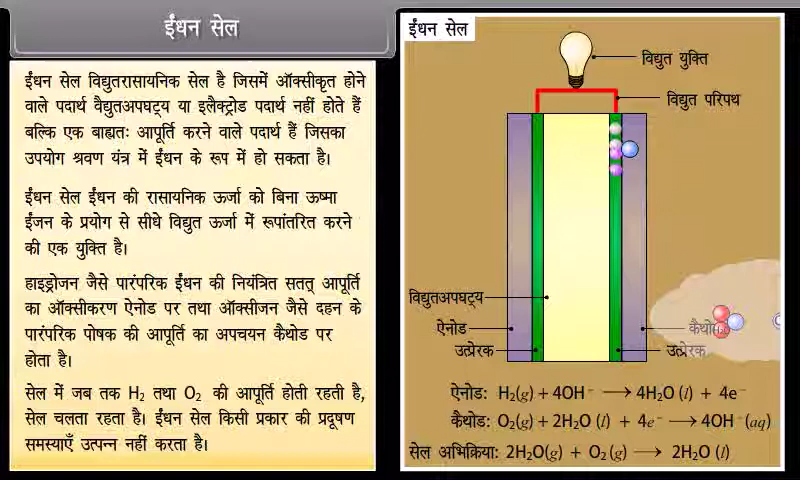 ईंधन सेल
ईंधन सेल विद्युतरासायनिक सेल है जिसमें ऑक्सीकृत होने
वाले पदार्थ वैद्युतअपघट्य या इलैक्ट्रोड पदार्थ नहीं होते हैं
बल्कि एक बाह्यतः आपूर्ति करने वाले पदार्थ हैं जिसका
उपयोग श्रवण यंत्र में ईंधन के रूप में हो सकता है।
ईंधन सेल ईंधन की रासायनिक ऊर्जा को बिना ऊष्मा
ईंजन के प्रयोग से सीधे विद्युत ऊर्जा में रूपांतरित करने
की एक युक्ति है।
हाइड्रोजन जैसे पारंपरिक ईंधन की नियंत्रित सतत् आपूर्ति
का ऑक्सीकरण ऐनोड पर तथा ऑक्सीजन जैसे दहन के
पारंपरिक पोषक की आपूर्ति का अपचयन कैथोड पर
होता है।
सेल में जब तक H₂ तथा O₂ की आपूर्ति होती रहती है,
सेल चलता रहता है। ईंधन सेल किसी प्रकार की प्रदूषण
समस्याएँ उत्पन्न नहीं करता है।
ईंधन सेल
विद्युत युक्ति
विद्युत परिपथ
विद्युतअपघट्य
ऐनोड
कैथोड
उत्प्रेरक
उत्प्रेरक
ऐनोड: H₂(g) + 4OH⁻ ⟶ 4H₂O (l) + 4e⁻
कैथोड: O₂(g) + 2H₂O (l) + 4e⁻ ⟶ 4OH⁻(aq)
सेल अभिक्रिया: 2H₂O(g) + O₂(g) ⟶ 2H₂O (l)